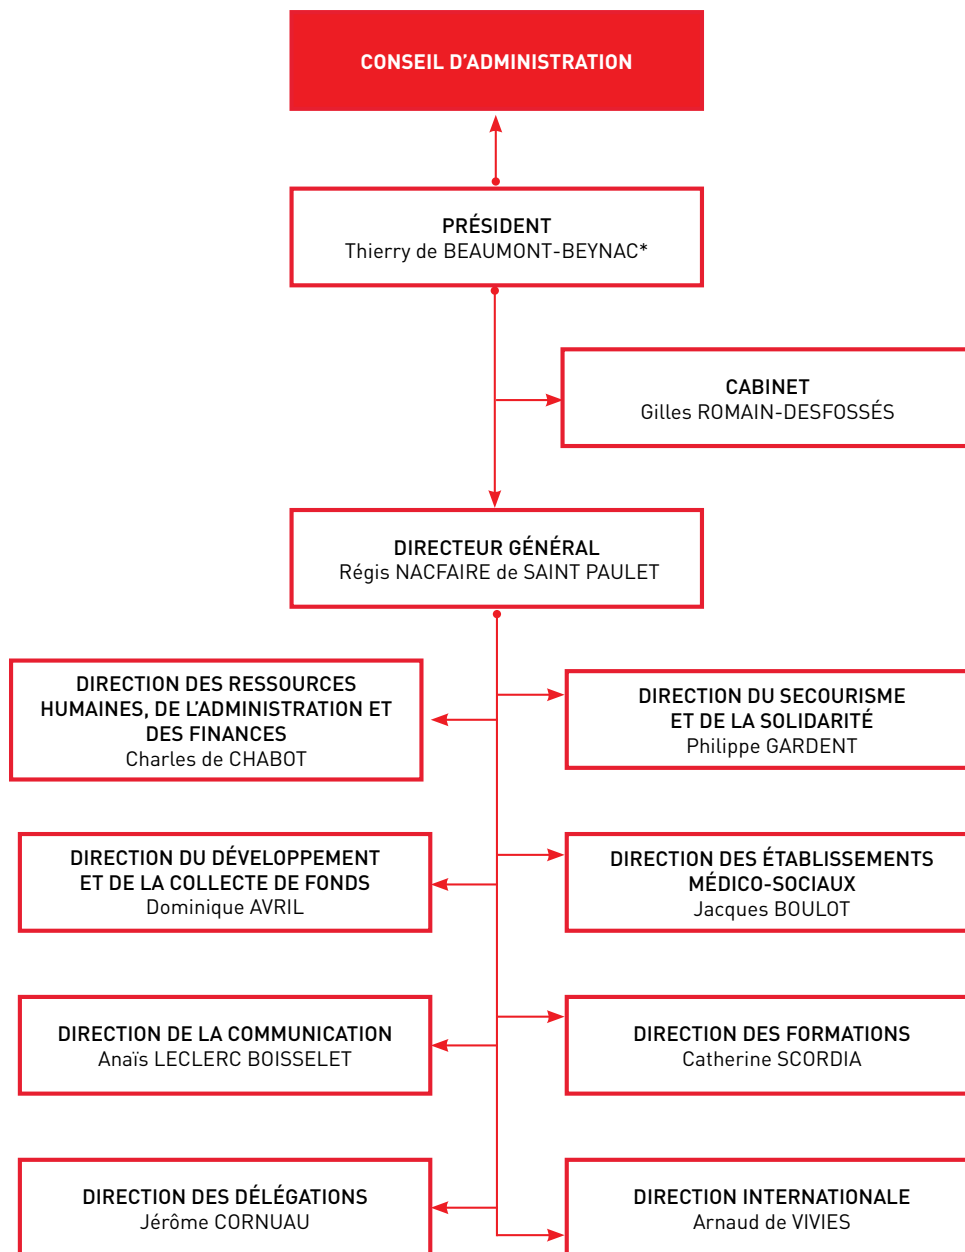 CONSEIL D’ADMINISTRATION
PRÉSIDENT
Thierry de BEAUMONT-BEYNAC*
CABINET
Gilles ROMAIN-DESFOSSÉS
DIRECTEUR GÉNÉRAL
Régis NACFAIRE de SAINT PAULET
DIRECTION DES RESSOURCES
HUMAINES, DE L’ADMINISTRATION ET
DES FINANCES
Charles de CHABOT
DIRECTION DU SECOURISME
ET DE LA SOLIDARITÉ
Philippe GARDENT
DIRECTION DU DÉVELOPPEMENT
ET DE LA COLLECTE DE FONDS
Dominique AVRIL
DIRECTION DES ÉTABLISSEMENTS
MÉDICO-SOCIAUX
Jacques BOULOT
DIRECTION DE LA COMMUNICATION
Anaïs LECLERC BOISSELET
DIRECTION DES FORMATIONS
Catherine SCORDIA
DIRECTION DES DÉLÉGATIONS
Jérôme CORNUAU
DIRECTION INTERNATIONALE
Arnaud de VIVIES